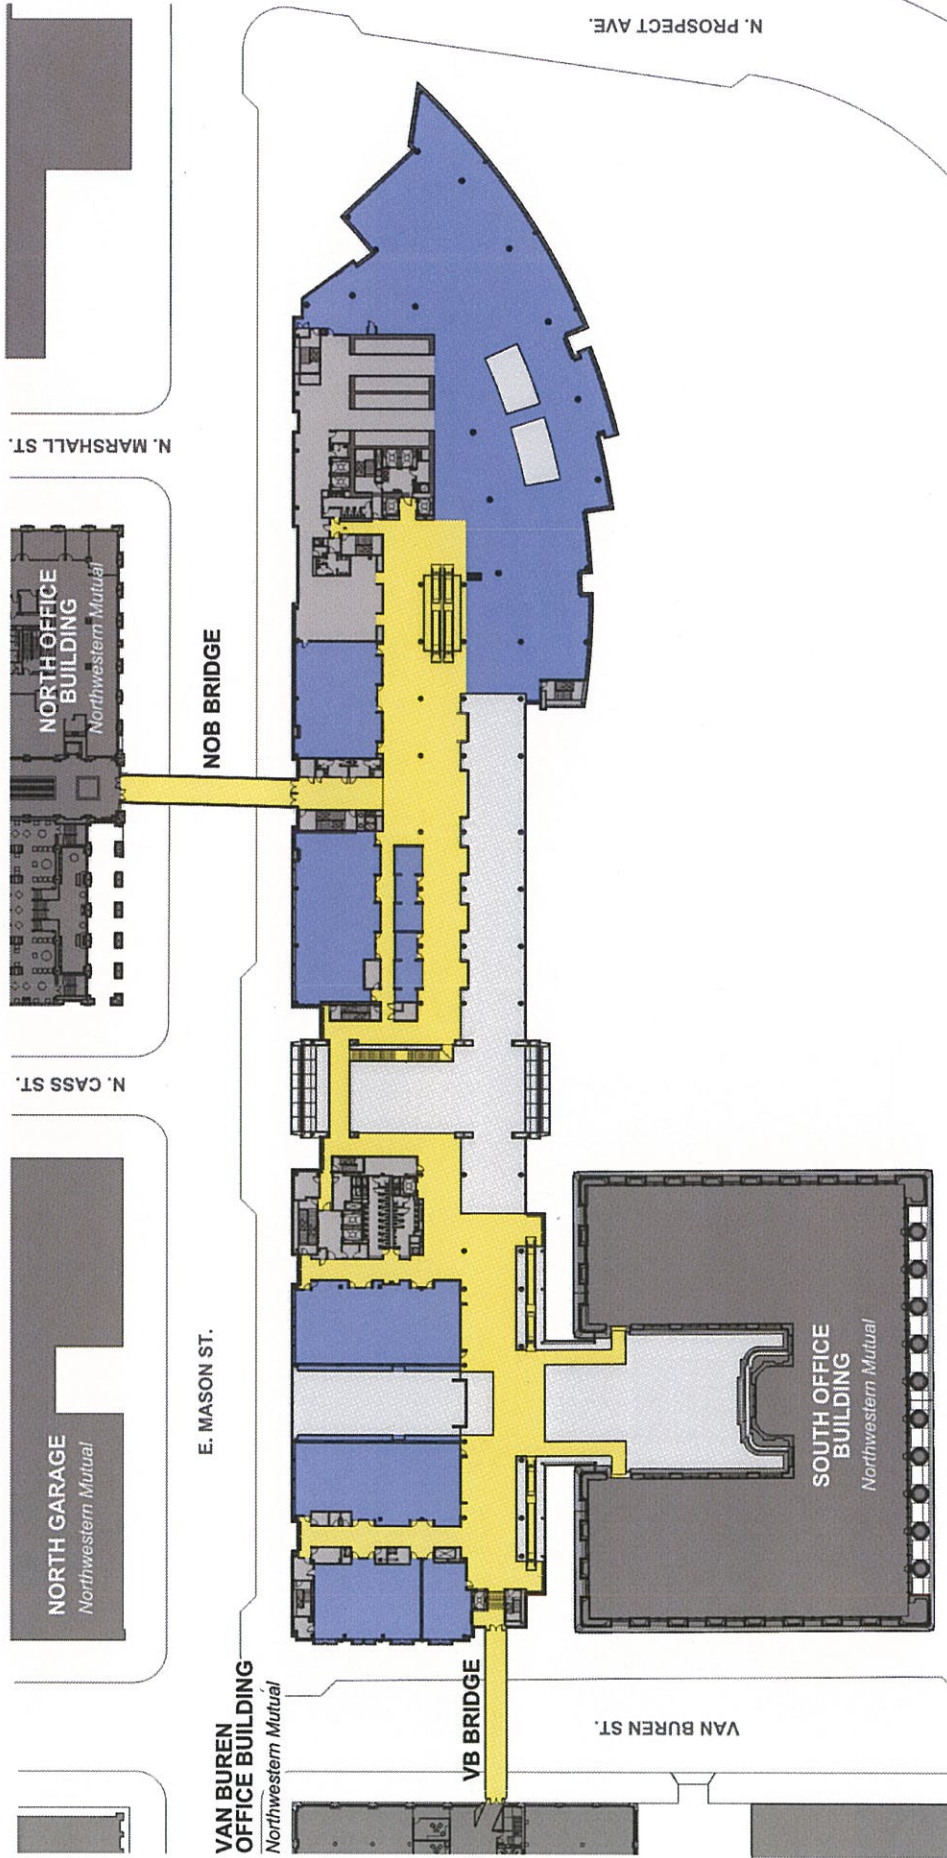 N. PROSPECT AVE.
N. MARSHALL ST.
NORTH OFFICE
BUILDING
Northwestern Mutual
NOB BRIDGE
N. CASS ST.
E. MASON ST.
NORTH GARAGE
Northwestern Mutual
SOUTH OFFICE
BUILDING
Northwestern Mutual
VAN BUREN
OFFICE BUILDING
Northwestern Mutual
VB BRIDGE
VAN BUREN ST.